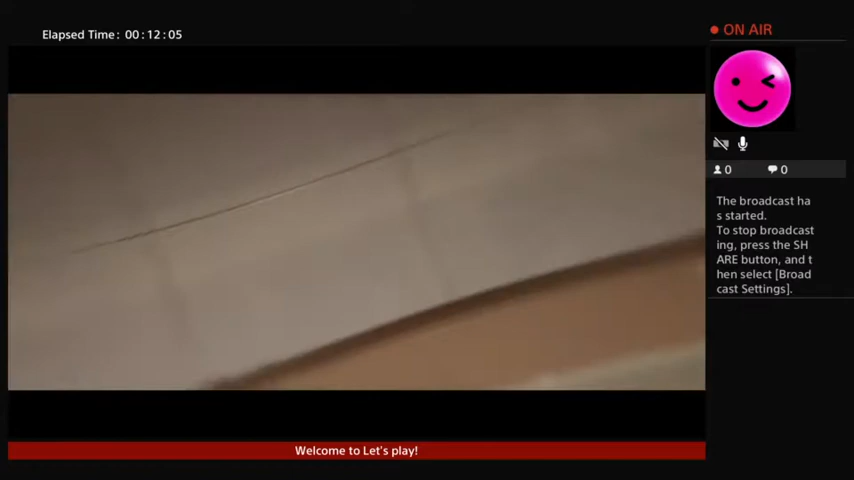 Elapsed Time: 00:12:05
ON AIR
0 0
The broadcast ha
s started.
To stop broadcast
ing, press the SH
ARE button, and t
hen select [Broad
cast Settings].
Welcome to Let's play!